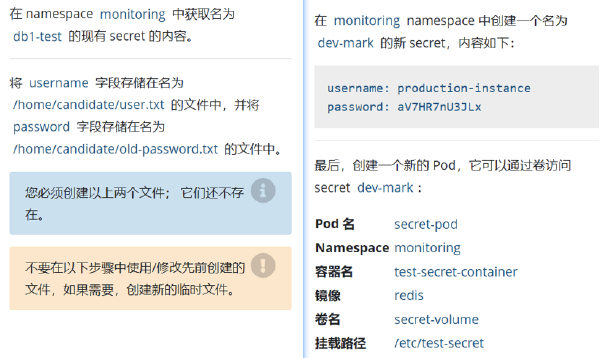 在 namespace monitoring 中获取名为
db1-test 的现有 secret 的内容。
将 username 字段存储在名为
/home/candidate/user.txt 的文件中，并将
password 字段存储在名为
/home/candidate/old-password.txt 的文件中。
您必须创建以上两个文件； 它们还不存
在。
不要在以下步骤中使用/修改先前创建的
文件，如果需要，创建新的临时文件。
在 monitoring namespace 中创建一个名为
dev-mark 的新 secret，内容如下：
username: production-instance
password: aV7HR7nU3JLx
最后，创建一个新的 Pod，它可以通过卷访问
secret dev-mark：
Pod 名 secret-pod
Namespace monitoring
容器名 test-secret-container
镜像 redis
卷名 secret-volume
挂载路径 /etc/test-secret